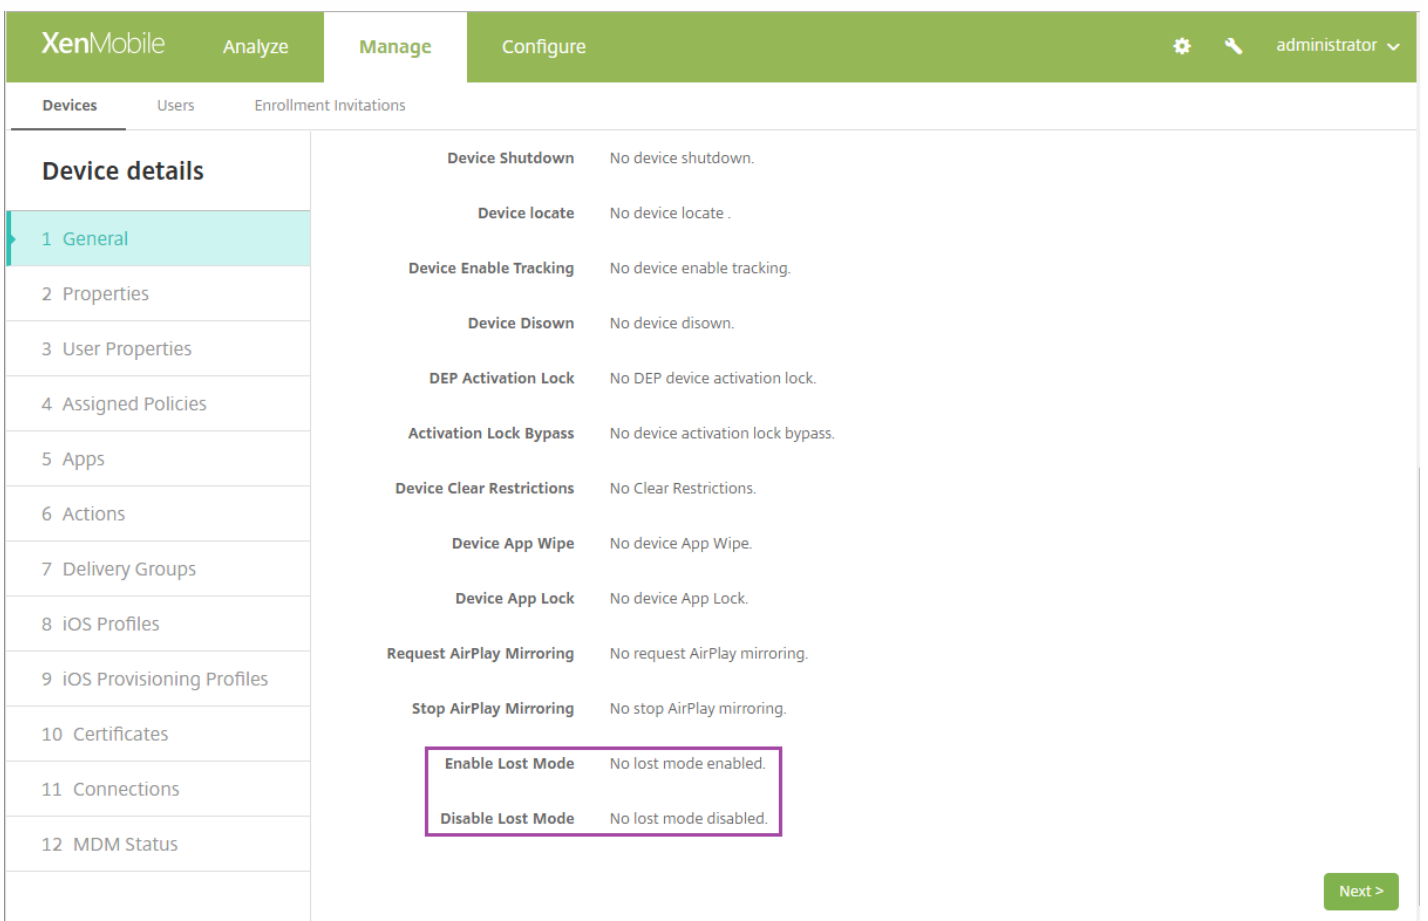 XenMobile Analyze Manage Configure administrator
Devices Users Enrollment Invitations
Device details
1 General
2 Properties
3 User Properties
4 Assigned Policies
5 Apps
6 Actions
7 Delivery Groups
8 iOS Profiles
9 iOS Provisioning Profiles
10 Certificates
11 Connections
12 MDM Status
Device Shutdown No device shutdown.
Device locate No device locate .
Device Enable Tracking No device enable tracking.
Device Disown No device disown.
DEP Activation Lock No DEP device activation lock.
Activation Lock Bypass No device activation lock bypass.
Device Clear Restrictions No Clear Restrictions.
Device App Wipe No device App Wipe.
Device App Lock No device App Lock.
Request AirPlay Mirroring No request AirPlay mirroring.
Stop AirPlay Mirroring No stop AirPlay mirroring.
Enable Lost Mode No lost mode enabled.
Disable Lost Mode No lost mode disabled.
Next >